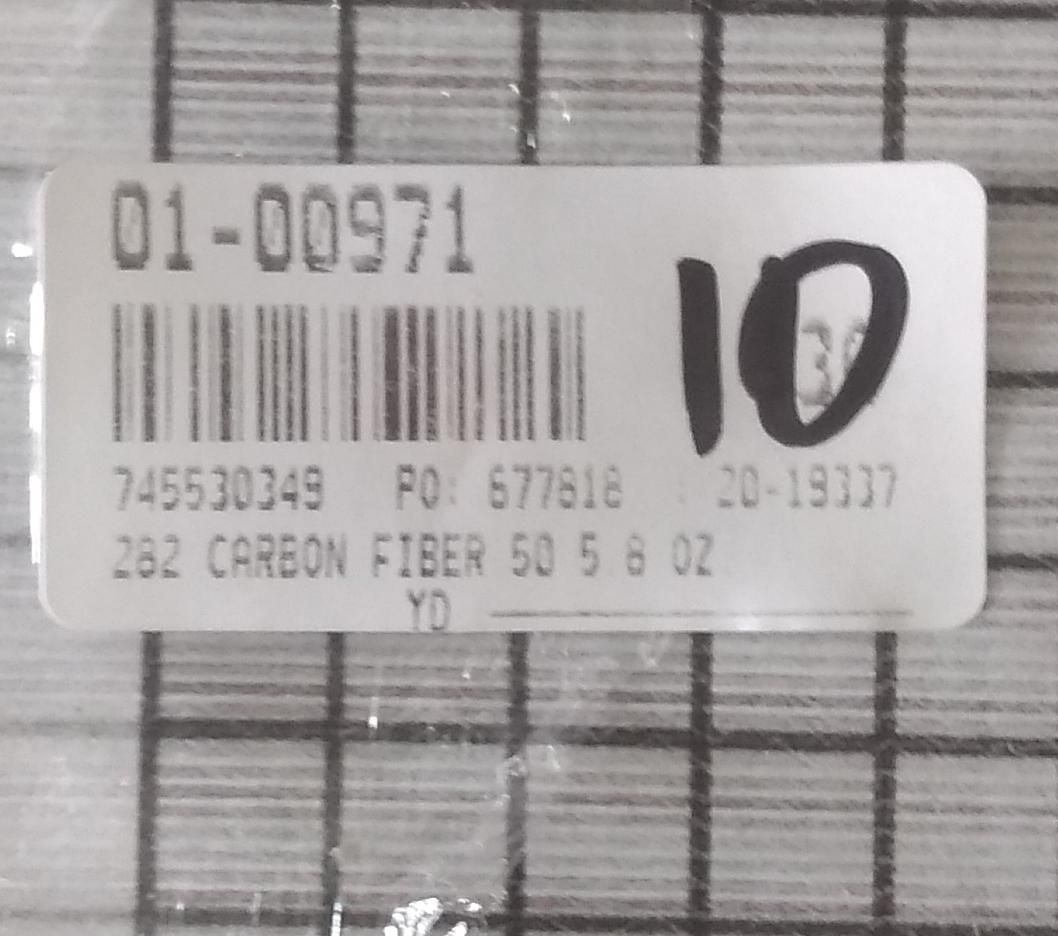 01-00971
10
745530349 PO: 677818 : 20-19337
282 CARBON FIBER 50 5 8 OZ
YD